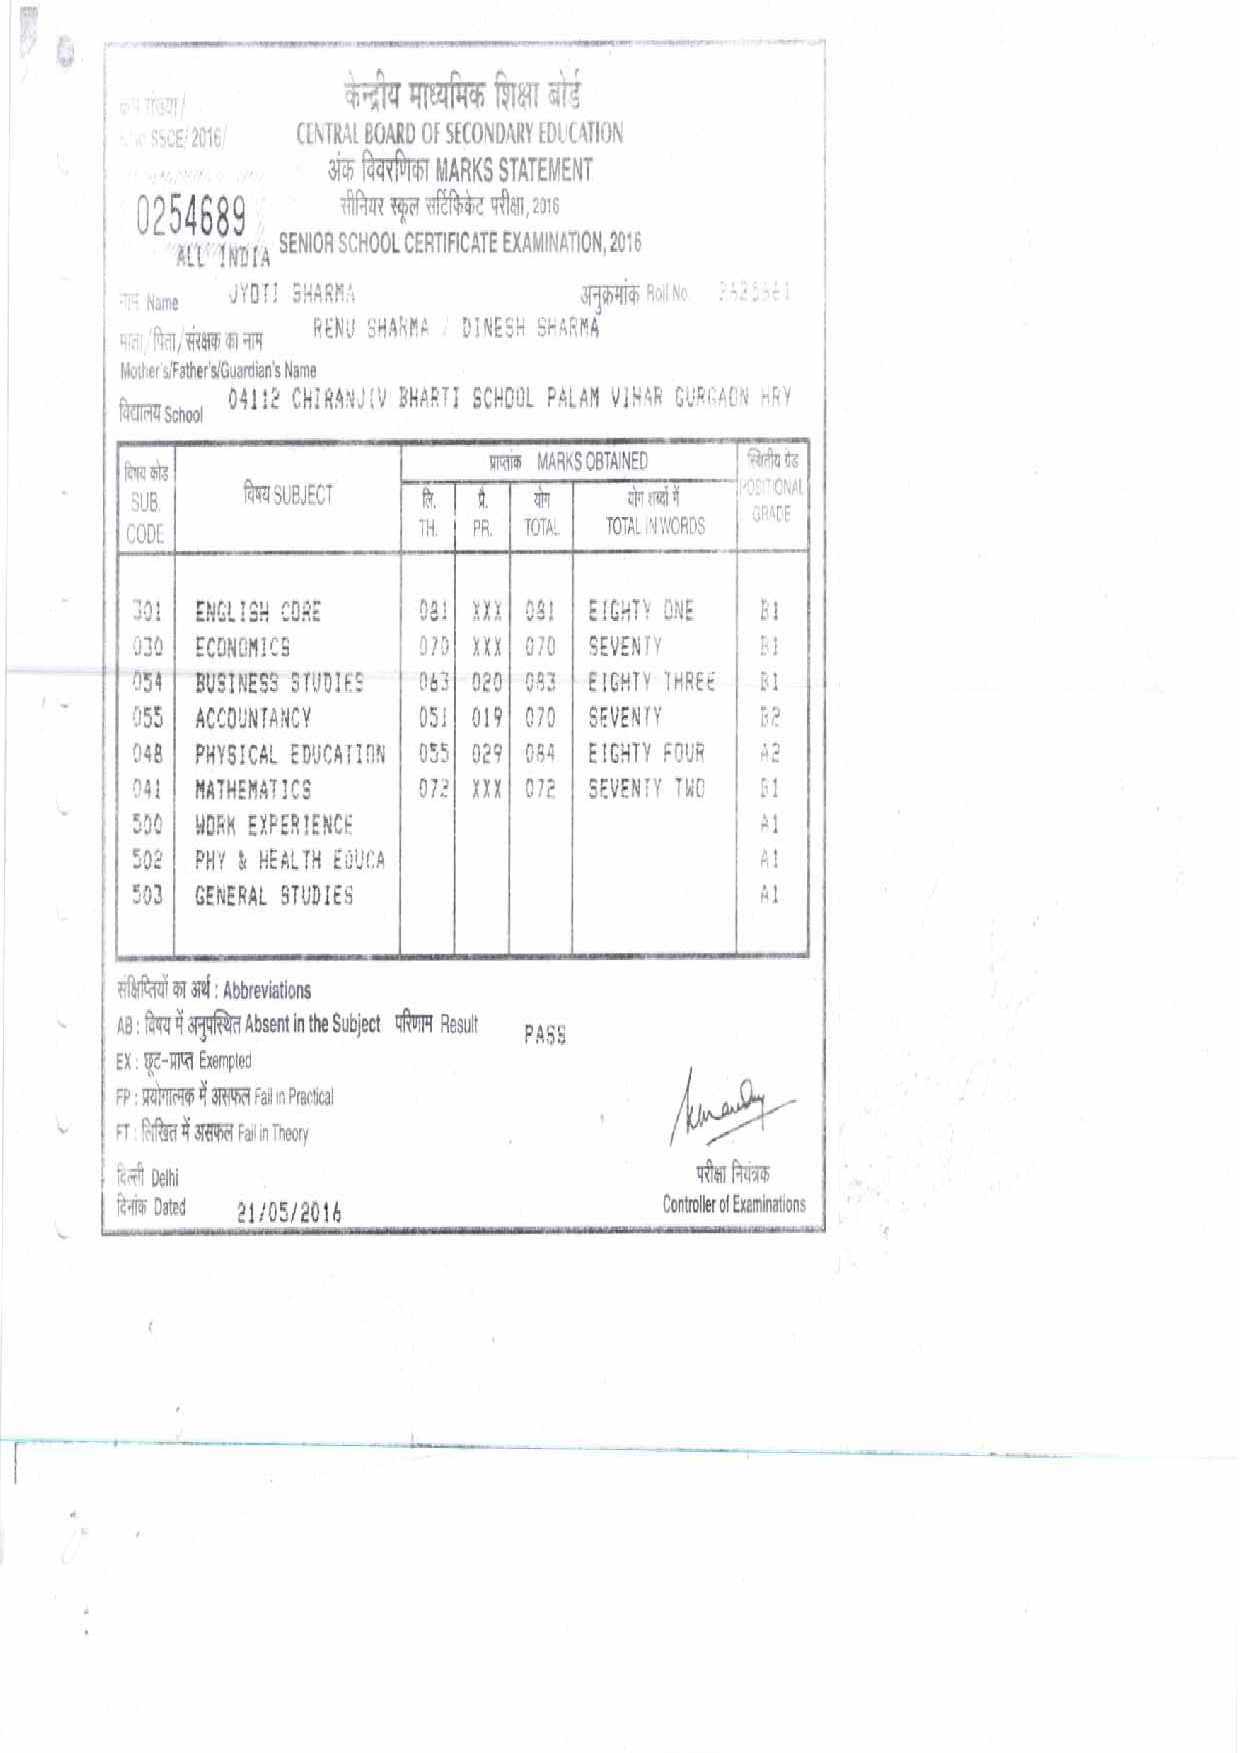 केन्द्रीय माध्यमिक शिक्षा बोर्ड
SSCE/2016/ CENTRAL BOARD OF SECONDARY EDUCATION
अंक विवरणिका MARKS STATEMENT
0254689 सीनियर स्कूल सर्टिफिकेट परीक्षा, 2016
ALL INDIA SENIOR SCHOOL CERTIFICATE EXAMINATION, 2016
नाम Name JYOTI SHARMA अनुक्रमांक Roll No.
माता/पिता/संरक्षक का नाम RENU SHARMA / DINESH SHARMA
Mother's/Father's/Guardian's Name
विद्यालय School 04112 CHIRANJIV BHARTI SCHOOL PALAM VIHAR GURGAON HRY
विषय कोड SUB. CODE विषय SUBJECT प्राप्तांक MARKS OBTAINED स्थितीय ग्रेड POSITIONAL GRADE
लि. TH. प्रै. PR. योग TOTAL योग शब्दों में TOTAL IN WORDS
301 ENGLISH CORE 081 XXX 081 EIGHTY ONE B1
030 ECONOMICS 070 XXX 070 SEVENTY B1
054 BUSINESS STUDIES 063 020 083 EIGHTY THREE B1
055 ACCOUNTANCY 051 019 070 SEVENTY B2
048 PHYSICAL EDUCATION 055 029 084 EIGHTY FOUR A2
041 MATHEMATICS 072 XXX 072 SEVENTY TWO B1
500 WORK EXPERIENCE A1
502 PHY & HEALTH EDUCA A1
503 GENERAL STUDIES A1
संक्षिप्तियों का अर्थ : Abbreviations
AB : विषय में अनुपस्थित Absent in the Subject परिणाम Result PASS
EX : छूट-प्राप्त Exempted
FP : प्रयोगात्मक में असफल Fail in Practical
FT : लिखित में असफल Fail in Theory
दिल्ली Delhi परीक्षा नियंत्रक
दिनांक Dated 21/05/2016 Controller of Examinations